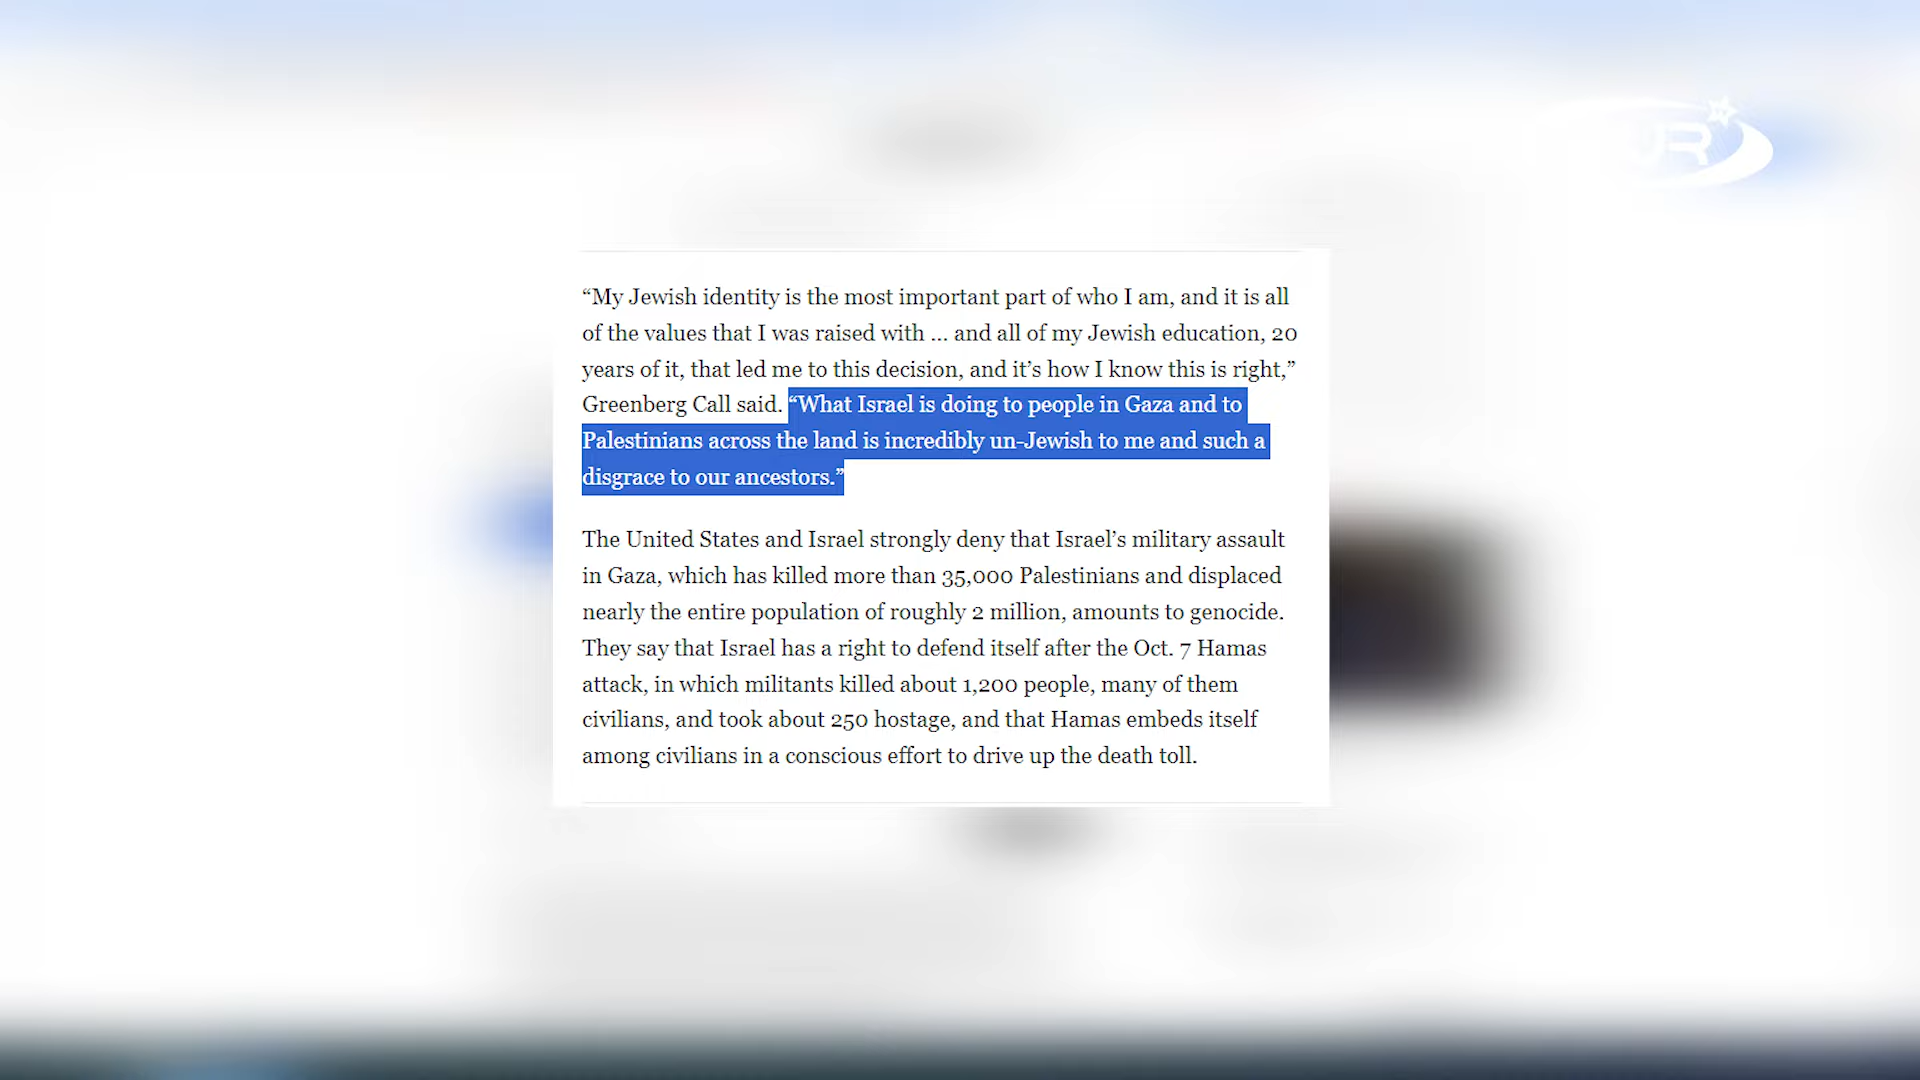 “My Jewish identity is the most important part of who I am, and it is all
of the values that I was raised with ... and all of my Jewish education, 20
years of it, that led me to this decision, and it’s how I know this is right,”
Greenberg Call said. “What Israel is doing to people in Gaza and to
Palestinians across the land is incredibly un-Jewish to me and such a
disgrace to our ancestors.”
The United States and Israel strongly deny that Israel’s military assault
in Gaza, which has killed more than 35,000 Palestinians and displaced
nearly the entire population of roughly 2 million, amounts to genocide.
They say that Israel has a right to defend itself after the Oct. 7 Hamas
attack, in which militants killed about 1,200 people, many of them
civilians, and took about 250 hostage, and that Hamas embeds itself
among civilians in a conscious effort to drive up the death toll.